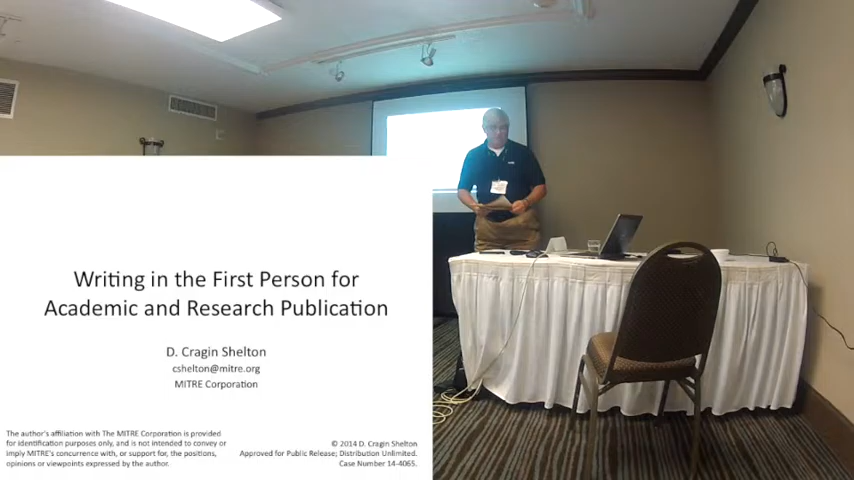 Writing in the First Person for
Academic and Research Publication
D. Cragin Shelton
cshelton@mitre.org
MITRE Corporation
The author's affiliation with The MITRE Corporation is provided
for identification purposes only, and is not intended to convey or
imply MITRE's concurrence with, or support for, the positions,
opinions or viewpoints expressed by the author.
© 2014 D. Cragin Shelton
Approved for Public Release; Distribution Unlimited.
Case Number 14-4065.